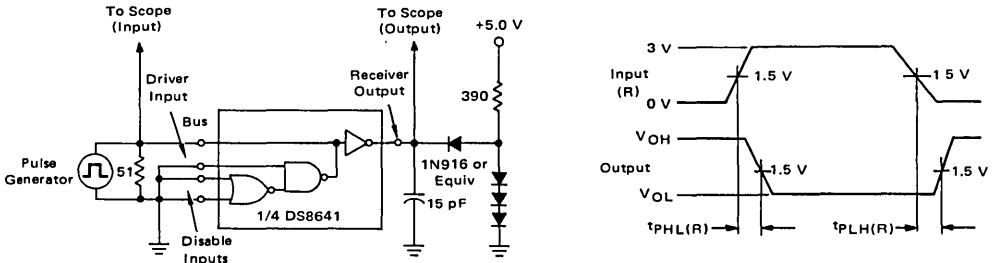 To Scope
(Input)
To Scope
(Output)
+5.0 V
Driver
Input
Receiver
Output
390
Bus
Pulse
Generator
51
1N916 or
Equiv
15 pF
1/4 DS8641
Disable
Inputs
3 V
Input
(R)
1.5 V
1 5 V
0 V
VOH
Output
1.5 V
1.5 V
VOL
tPHL(R)
tPLH(R)